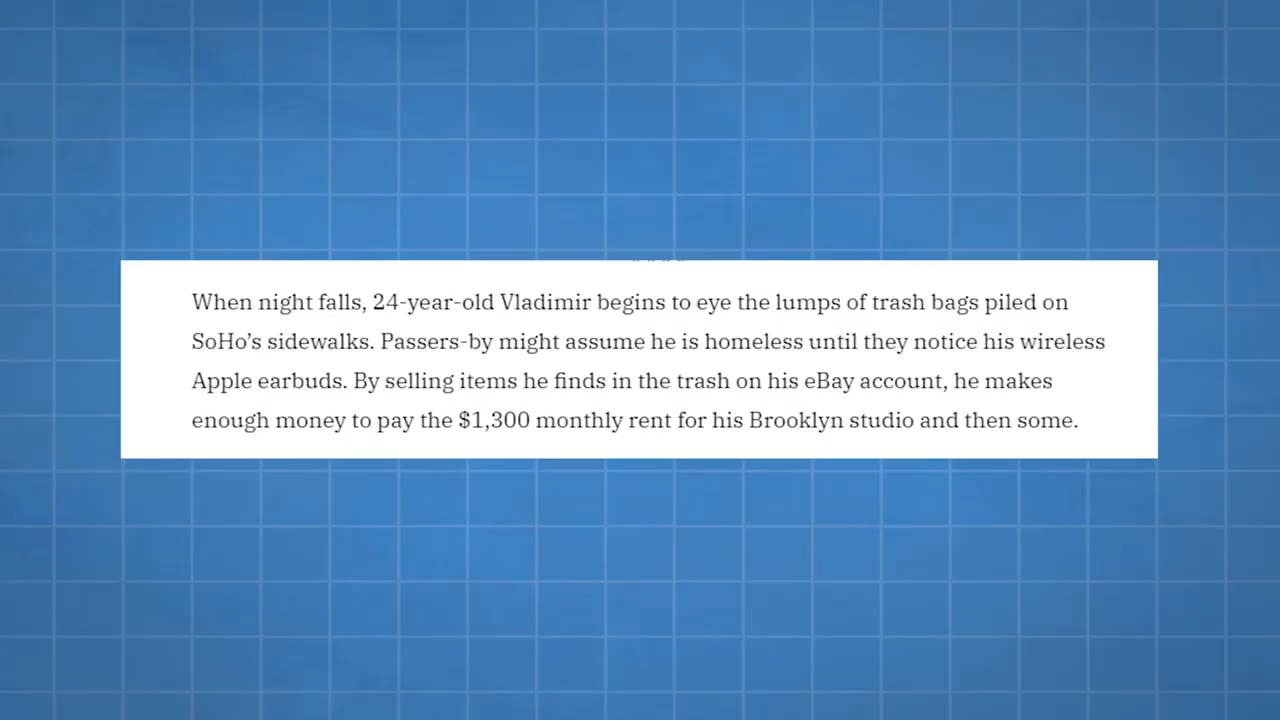 When night falls, 24-year-old Vladimir begins to eye the lumps of trash bags piled on
SoHo’s sidewalks. Passers-by might assume he is homeless until they notice his wireless
Apple earbuds. By selling items he finds in the trash on his eBay account, he makes
enough money to pay the $1,300 monthly rent for his Brooklyn studio and then some.